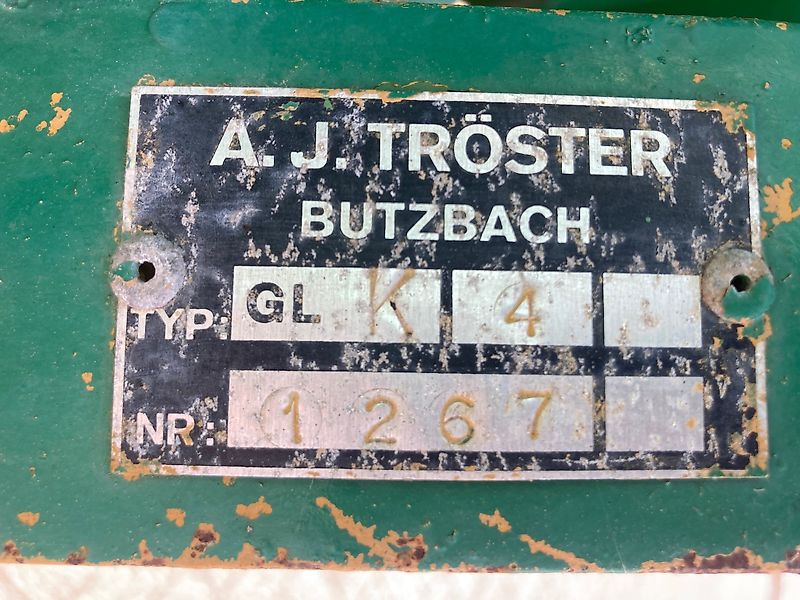 A. J. TRÖSTER
BUTZBACH
TYP: GL K 4
NR: 1267